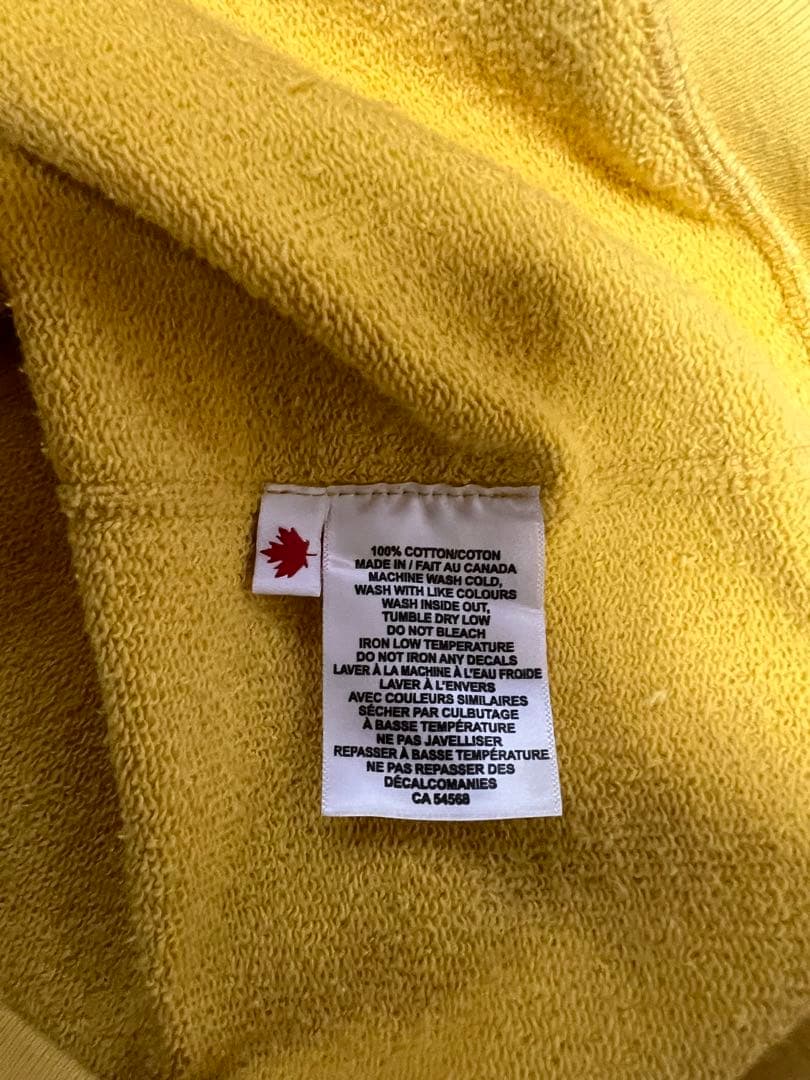 100% COTTON/COTON
MADE IN / FAIT AU CANADA
MACHINE WASH COLD,
WASH WITH LIKE COLOURS
WASH INSIDE OUT,
TUMBLE DRY LOW
DO NOT BLEACH
IRON LOW TEMPERATURE
DO NOT IRON ANY DECALS
LAVER À LA MACHINE À L'EAU FROIDE
LAVER À L'ENVERS
AVEC COULEURS SIMILAIRES
SÉCHER PAR CULBUTAGE
À BASSE TEMPÉRATURE
NE PAS JAVELLISER
REPASSER À BASSE TEMPÉRATURE
NE PAS REPASSER DES
DÉCALCOMANIES
CA 54568